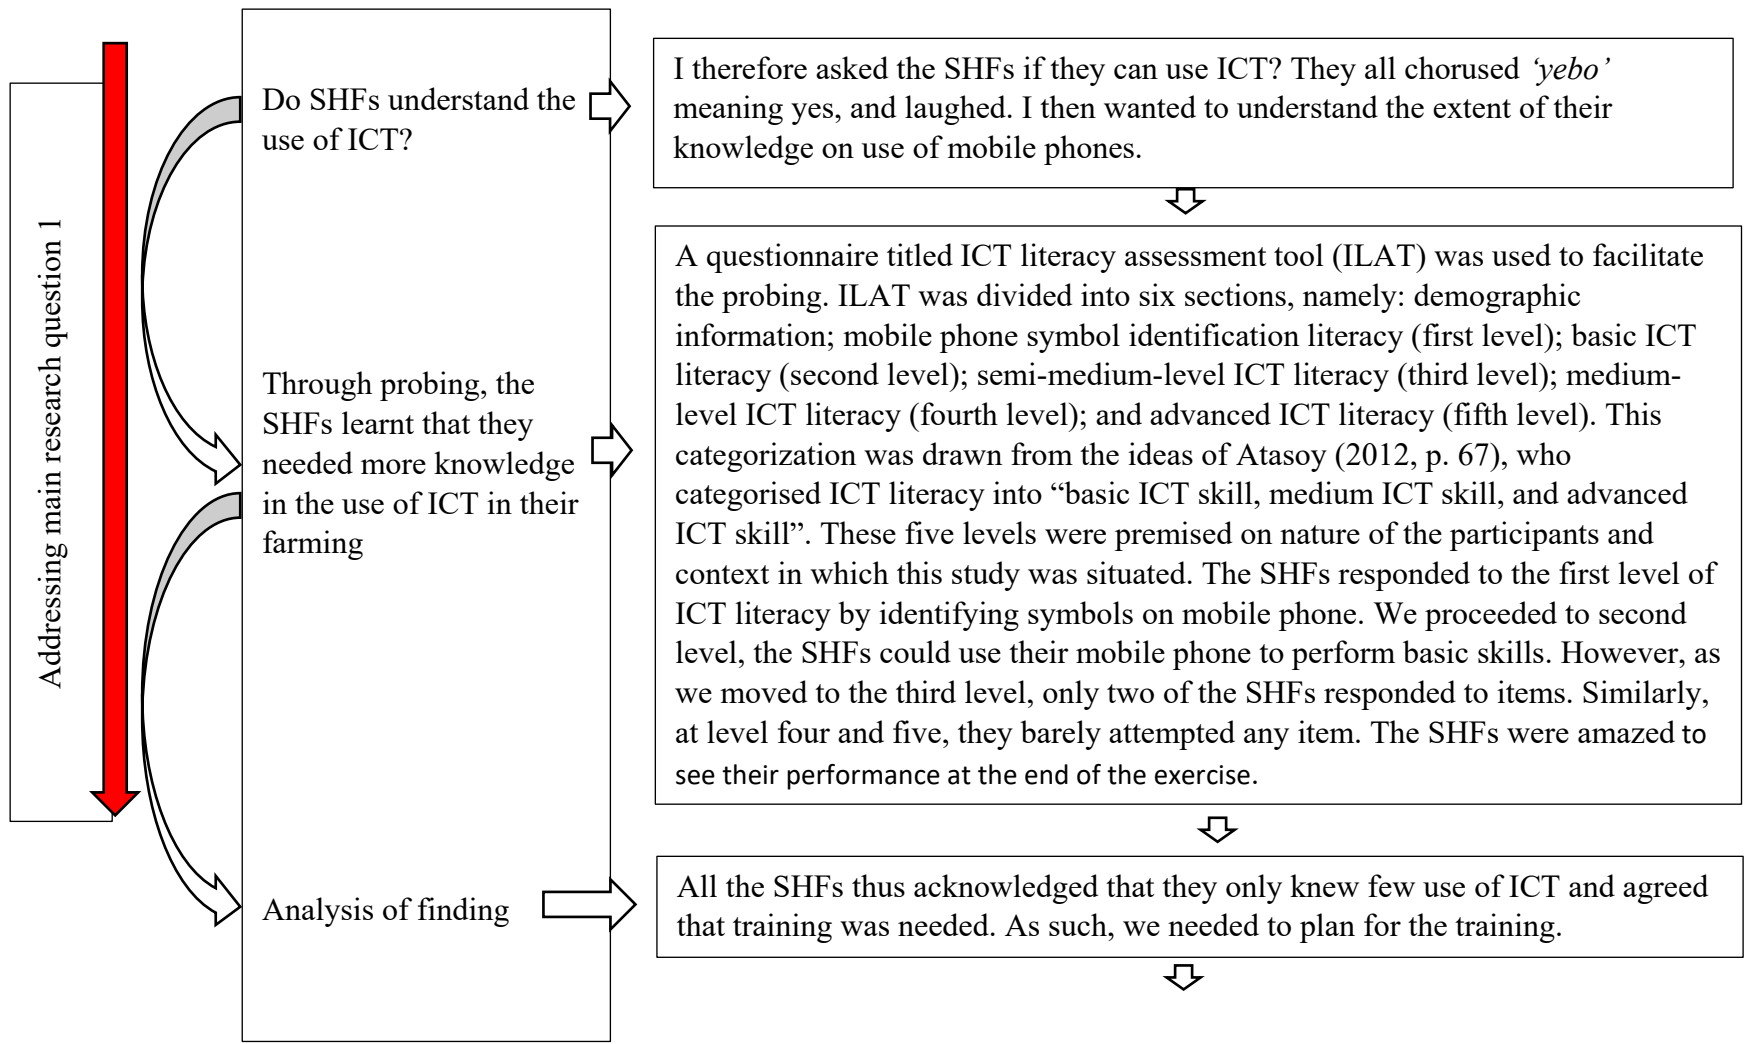 Addressing main research question 1
Do SHFs understand the
use of ICT?
I therefore asked the SHFs if they can use ICT? They all chorused ‘yebo’
meaning yes, and laughed. I then wanted to understand the extent of their
knowledge on use of mobile phones.
Through probing, the
SHFs learnt that they
needed more knowledge
in the use of ICT in their
farming
A questionnaire titled ICT literacy assessment tool (ILAT) was used to facilitate
the probing. ILAT was divided into six sections, namely: demographic
information; mobile phone symbol identification literacy (first level); basic ICT
literacy (second level); semi-medium-level ICT literacy (third level); medium-
level ICT literacy (fourth level); and advanced ICT literacy (fifth level). This
categorization was drawn from the ideas of Atasoy (2012, p. 67), who
categorised ICT literacy into “basic ICT skill, medium ICT skill, and advanced
ICT skill”. These five levels were premised on nature of the participants and
context in which this study was situated. The SHFs responded to the first level of
ICT literacy by identifying symbols on mobile phone. We proceeded to second
level, the SHFs could use their mobile phone to perform basic skills. However, as
we moved to the third level, only two of the SHFs responded to items. Similarly,
at level four and five, they barely attempted any item. The SHFs were amazed to
see their performance at the end of the exercise.
Analysis of finding
All the SHFs thus acknowledged that they only knew few use of ICT and agreed
that training was needed. As such, we needed to plan for the training.